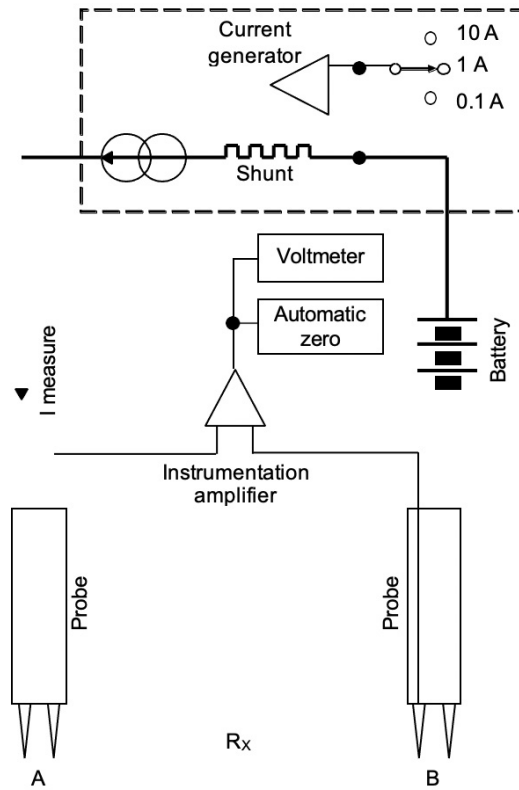 Current
generator
10 A
1 A
0.1 A
Shunt
Voltmeter
Automatic
zero
Battery
I measure
Instrumentation
amplifier
Probe
Probe
A
RX
B